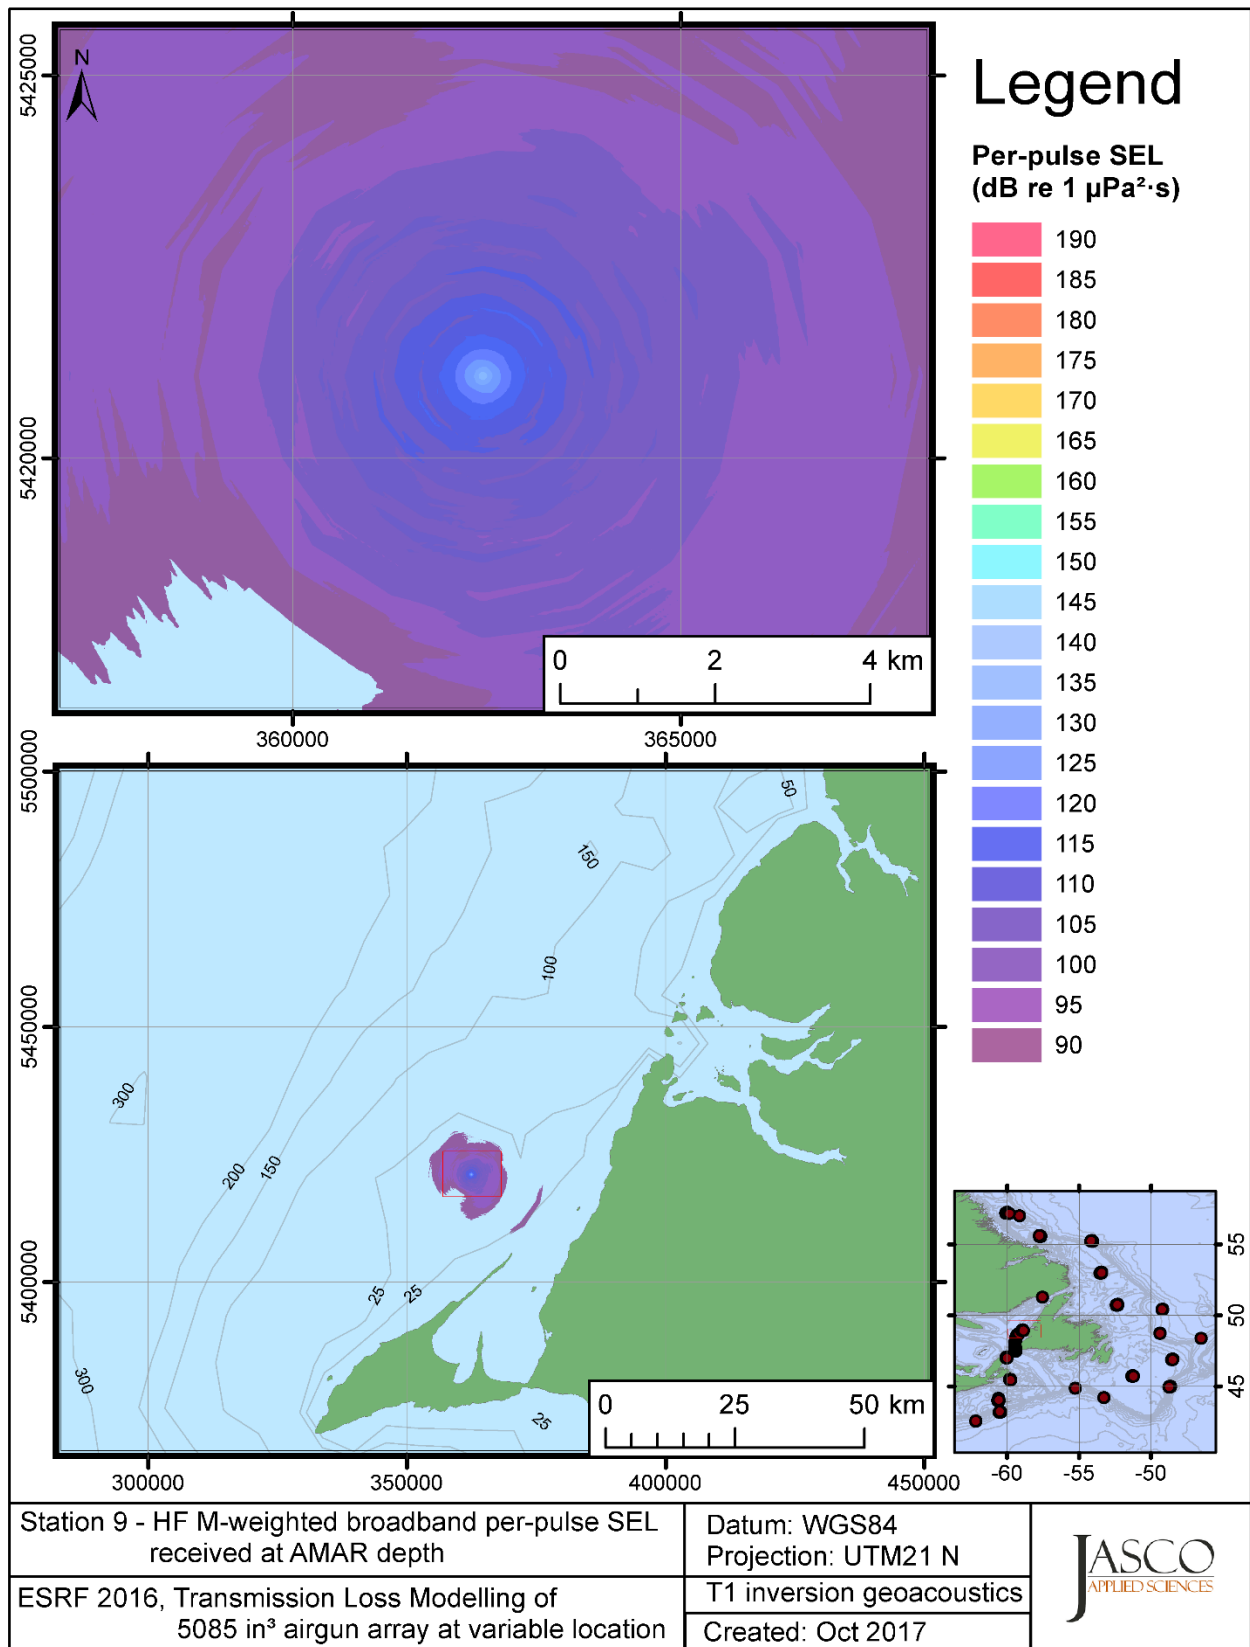 N
5425000
5420000
0 2 4 km
360000 365000
Legend
Per-pulse SEL
(dB re 1 µPa²·s)
190
185
180
175
170
165
160
155
150
145
140
135
130
125
120
115
110
105
100
95
90
5500000
5450000
5400000
50
150
100
300
200
150
25
25
300
25
0 25 50 km
300000 350000 400000 450000
55
50
45
-60 -55 -50
Station 9 - HF M-weighted broadband per-pulse SEL
received at AMAR depth
ESRF 2016, Transmission Loss Modelling of
5085 in³ airgun array at variable location
Datum: WGS84
Projection: UTM21 N
T1 inversion geoacoustics
Created: Oct 2017
JASCO
APPLIED SCIENCES